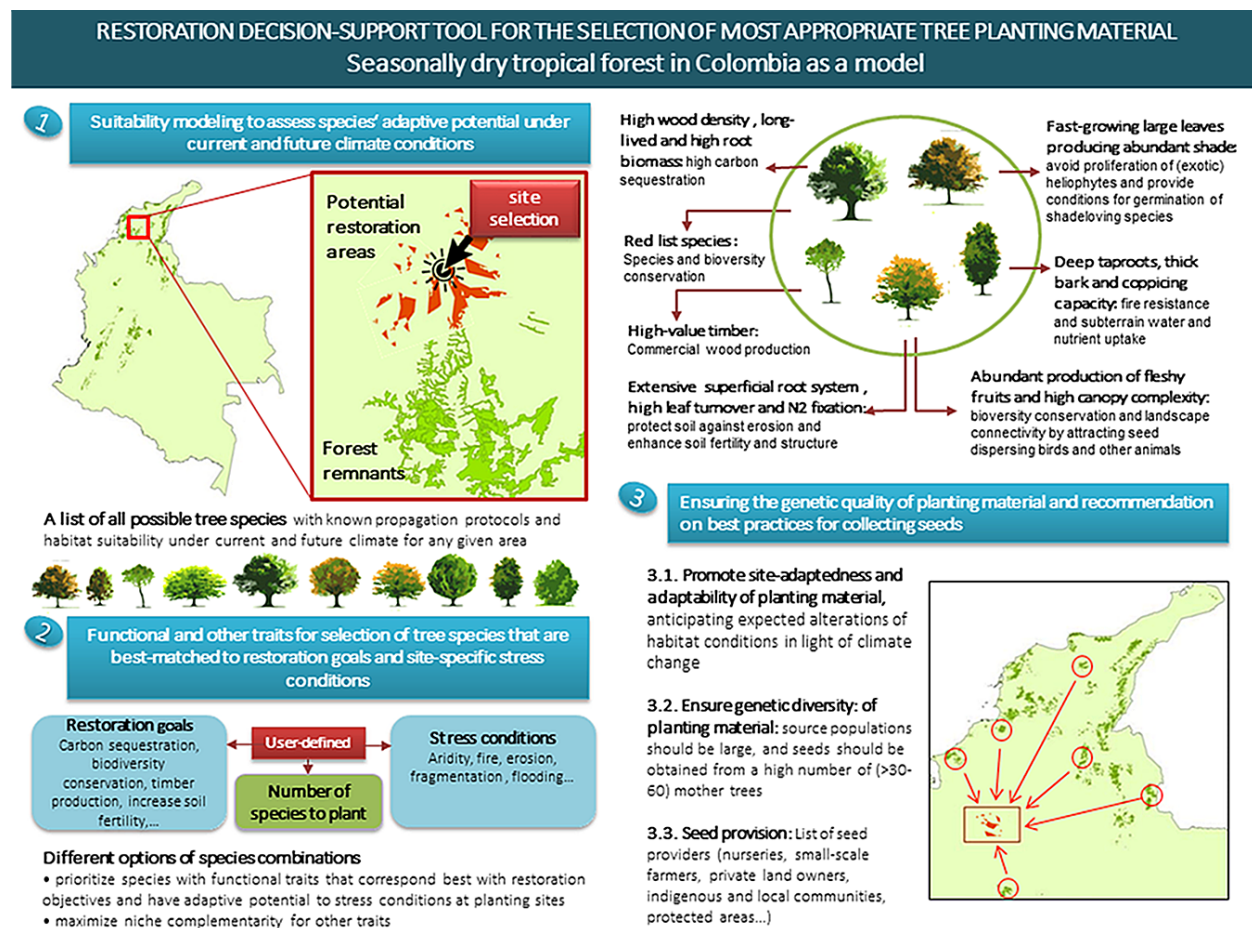 RESTORATION DECISION-SUPPORT TOOL FOR THE SELECTION OF MOST APPROPRIATE TREE PLANTING MATERIAL
Seasonally dry tropical forest in Colombia as a model
1
Suitability modeling to assess species' adaptive potential under
current and future climate conditions
Potential
restoration
areas
site
selection
Forest
remnants
A list of all possible tree species with known propagation protocols and
habitat suitability under current and future climate for any given area
2
Functional and other traits for selection of tree species that are
best-matched to restoration goals and site-specific stress
conditions
Restoration goals
Carbon sequestration,
biodiversity
conservation, timber
production, increase soil
fertility,...
User-defined
Number of
species to plant
Stress conditions
Aridity, fire, erosion,
fragmentation , flooding...
Different options of species combinations
• prioritize species with functional traits that correspond best with restoration
objectives and have adaptive potential to stress conditions at planting sites
• maximize niche complementarity for other traits
High wood density , long-
lived and high root
biomass: high carbon
sequestration
Red list species :
Species and bioversity
conservation
High-value timber:
Commercial wood production
Extensive superficial root system ,
high leaf turnover and N2 fixation:
protect soil against erosion and
enhance soil fertility and structure
Fast-growing large leaves
producing abundant shade:
avoid proliferation of (exotic)
heliophytes and provide
conditions for germination of
shadeloving species
Deep taproots, thick
bark and coppicing
capacity: fire resistance
and subterrain water and
nutrient uptake
Abundant production of fleshy
fruits and high canopy complexity:
bioversity conservation and landscape
connectivity by attracting seed
dispersing birds and other animals
3
Ensuring the genetic quality of planting material and recommendation
on best practices for collecting seeds
3.1. Promote site-adaptedness and
adaptability of planting material,
anticipating expected alterations of
habitat conditions in light of climate
change
3.2. Ensure genetic diversity: of
planting material: source populations
should be large, and seeds should be
obtained from a high number of (>30-
60) mother trees
3.3. Seed provision: List of seed
providers (nurseries, small-scale
farmers, private land owners,
indigenous and local communities,
protected areas...)